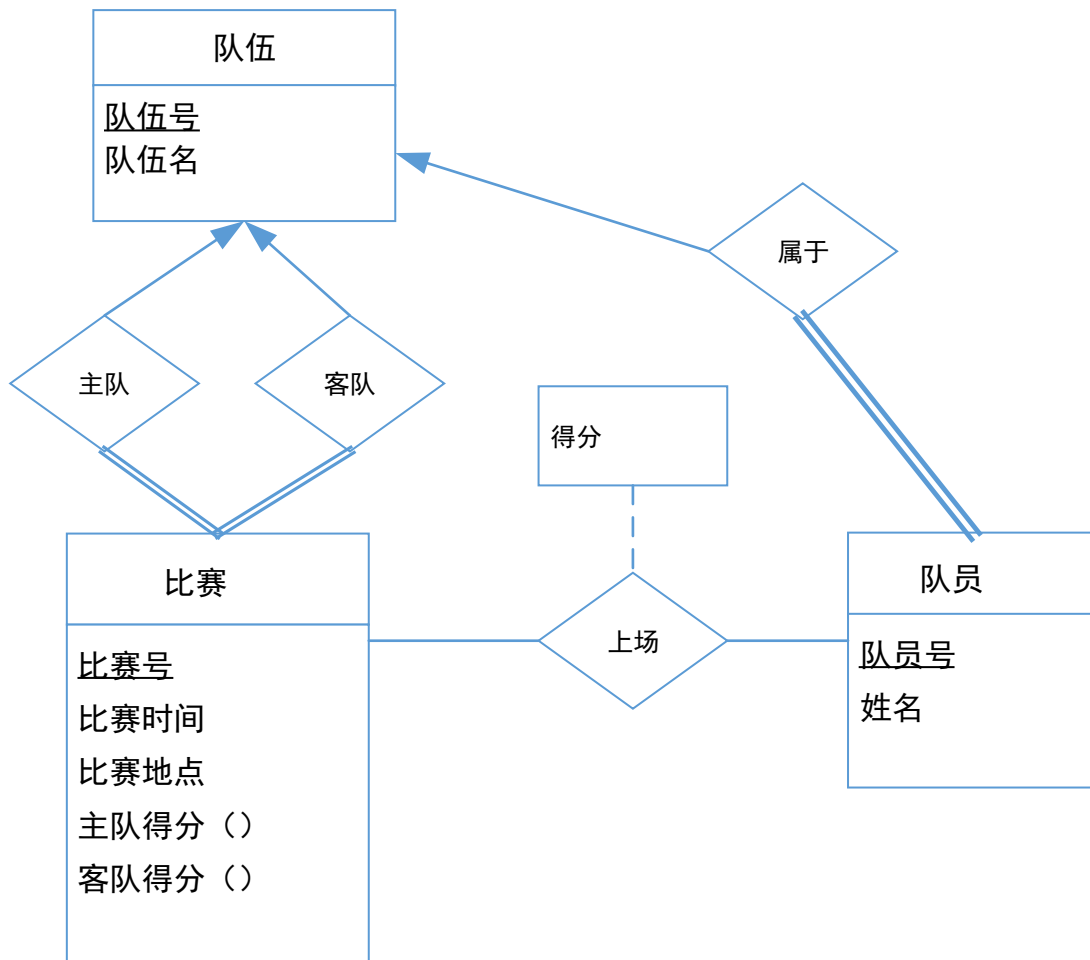 队伍
队伍号
队伍名
属于
主队
客队
得分
比赛
队员
上场
比赛号
比赛时间
比赛地点
主队得分（）
客队得分（）
队员号
姓名